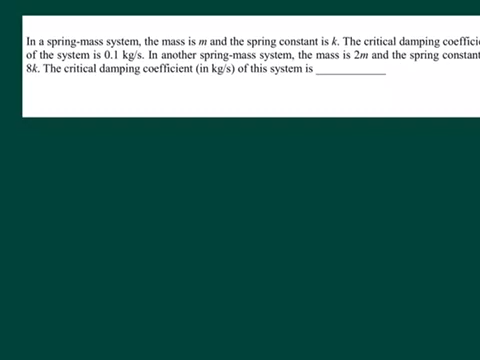 In a spring-mass system, the mass is m and the spring constant is k. The critical damping coeffici
of the system is 0.1 kg/s. In another spring-mass system, the mass is 2m and the spring constant
8k. The critical damping coefficient (in kg/s) of this system is ____________